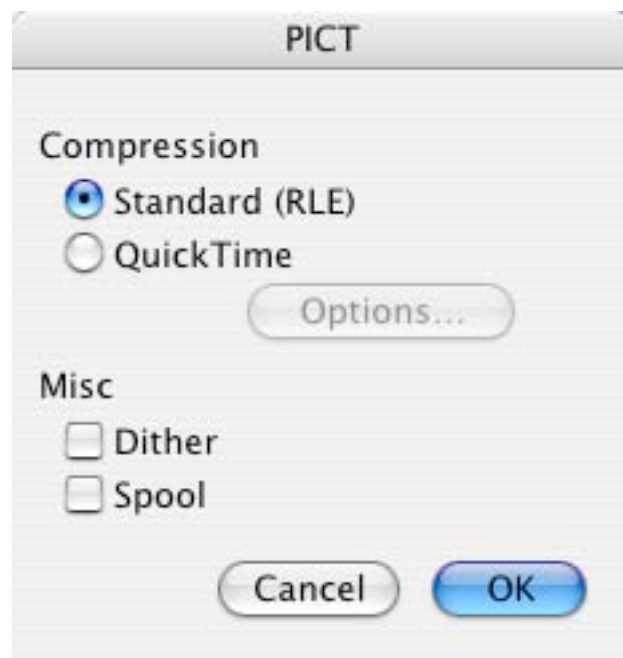 PICT
Compression
Standard (RLE)
QuickTime
Options...
Misc
Dither
Spool
Cancel OK